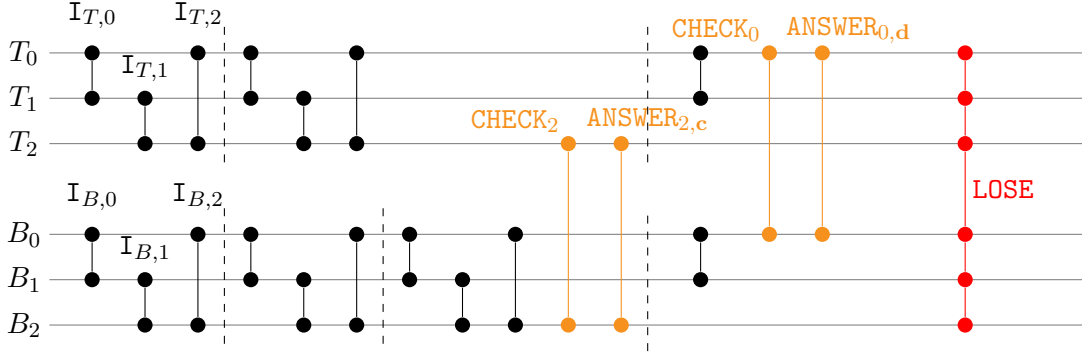 I_{T,0} I_{T,2}
CHECK_0 ANSWER_{0,d}
T_0
I_{T,1}
T_1
CHECK_2 ANSWER_{2,c}
T_2
I_{B,0} I_{B,2} LOSE
B_0
I_{B,1}
B_1
B_2